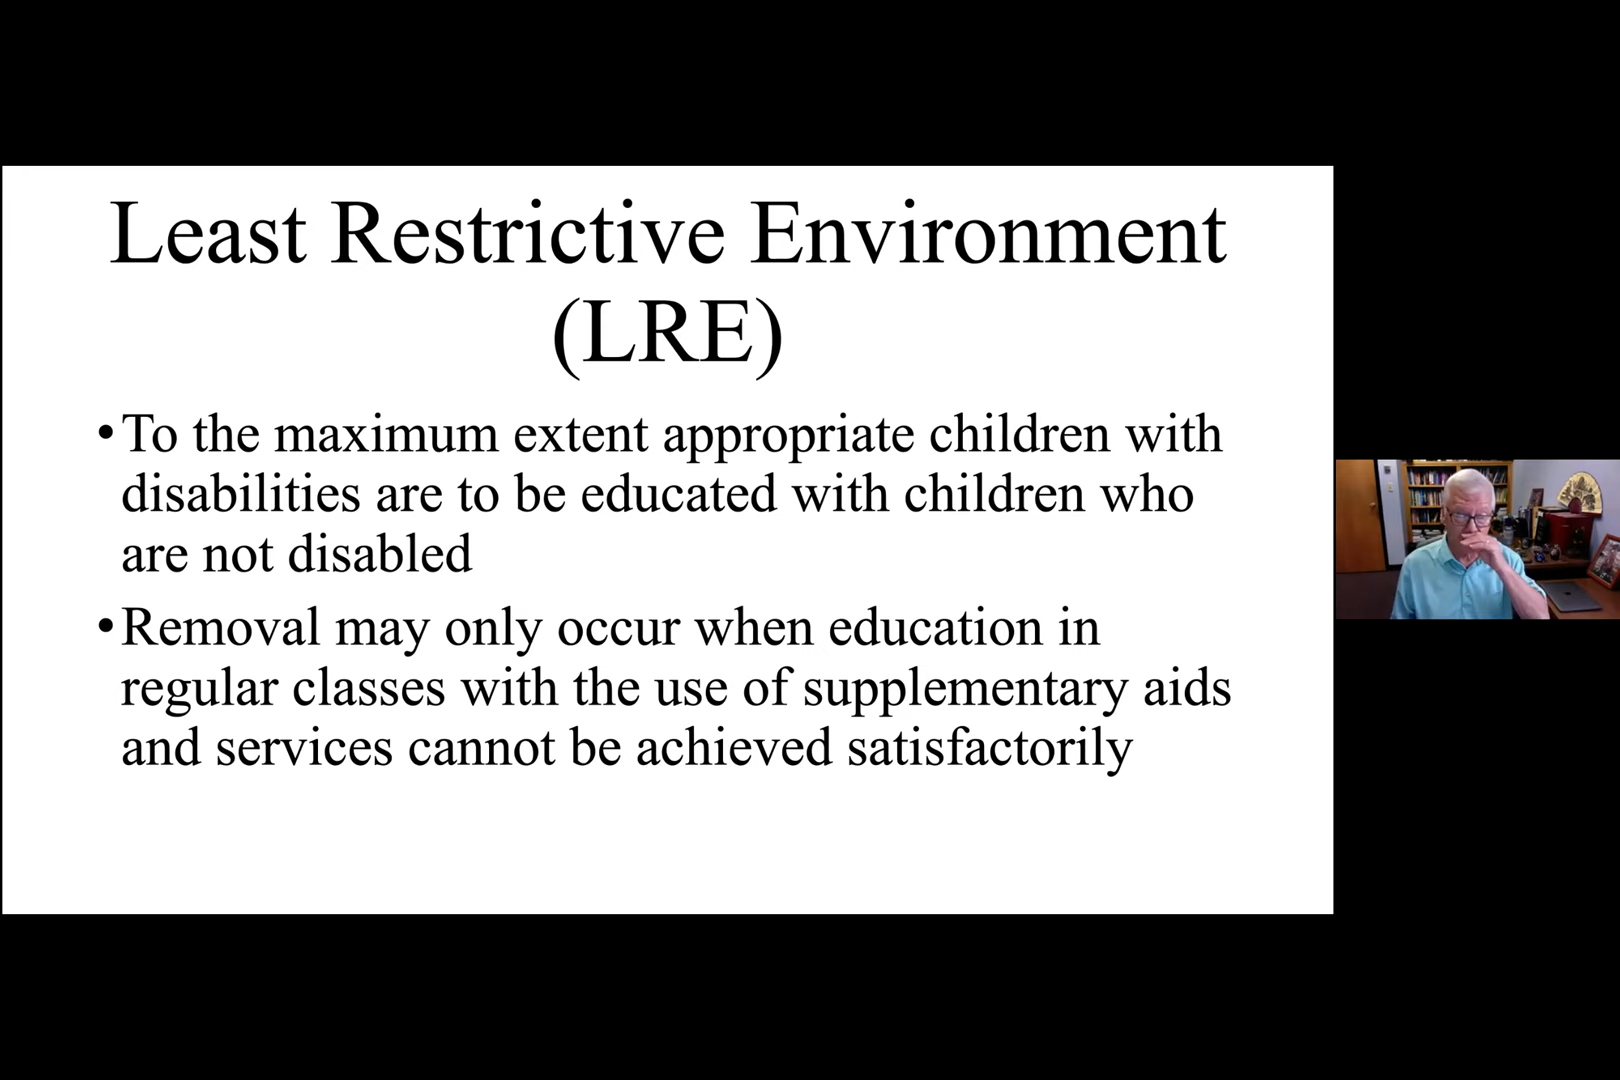 Least Restrictive Environment
(LRE)
•To the maximum extent appropriate children with
disabilities are to be educated with children who
are not disabled
•Removal may only occur when education in
regular classes with the use of supplementary aids
and services cannot be achieved satisfactorily